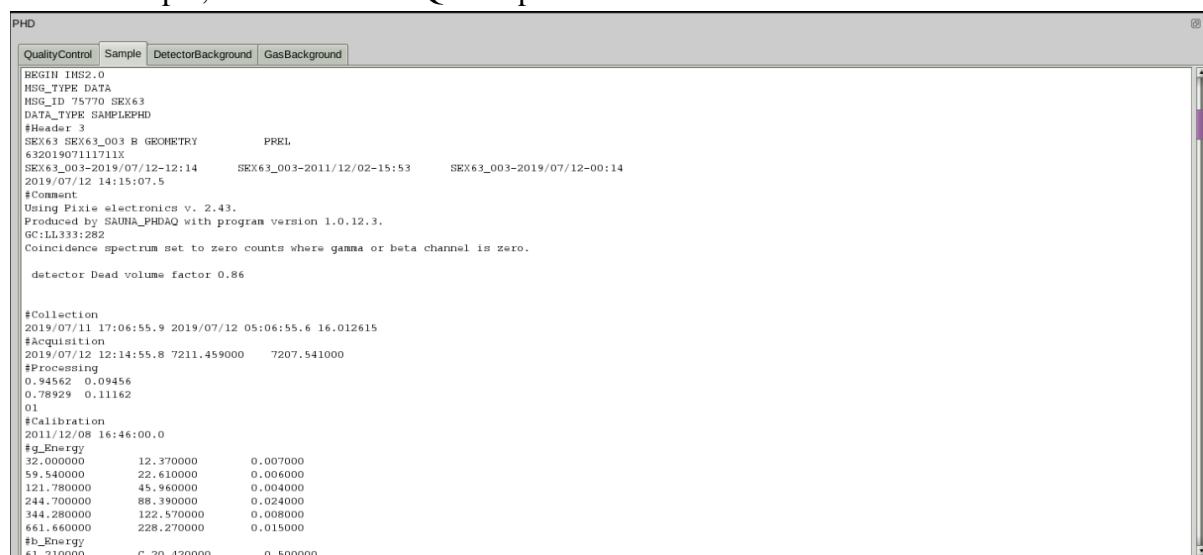 PHD
QualityControl Sample DetectorBackground GasBackground
BEGIN IMS2.0
MSG_TYPE DATA
MSG_ID 75770 SEX63
DATA_TYPE SAMPLEPHD
#Header 3
SEX63 SEX63_003 B GEOMETRY PREL
63201907111711X
SEX63_003-2019/07/12-12:14 SEX63_003-2011/12/02-15:53 SEX63_003-2019/07/12-00:14
2019/07/12 14:15:07.5
#Comment
Using Pixie electronics v. 2.43.
Produced by SAUNA_PHDAQ with program version 1.0.12.3.
GC:LL333:282
Coincidence spectrum set to zero counts where gamma or beta channel is zero.
detector Dead volume factor 0.86
#Collection
2019/07/11 17:06:55.9 2019/07/12 05:06:55.6 16.012615
#Acquisition
2019/07/12 12:14:55.8 7211.459000 7207.541000
#Processing
0.94562 0.09456
0.78929 0.11162
01
#Calibration
2011/12/08 16:46:00.0
#g_Energy
32.000000 12.370000 0.007000
59.540000 22.610000 0.006000
121.780000 45.960000 0.004000
244.700000 88.390000 0.024000
344.280000 122.570000 0.008000
661.660000 228.270000 0.015000
#b_Energy
61.210000 C 20.420000 0.500000